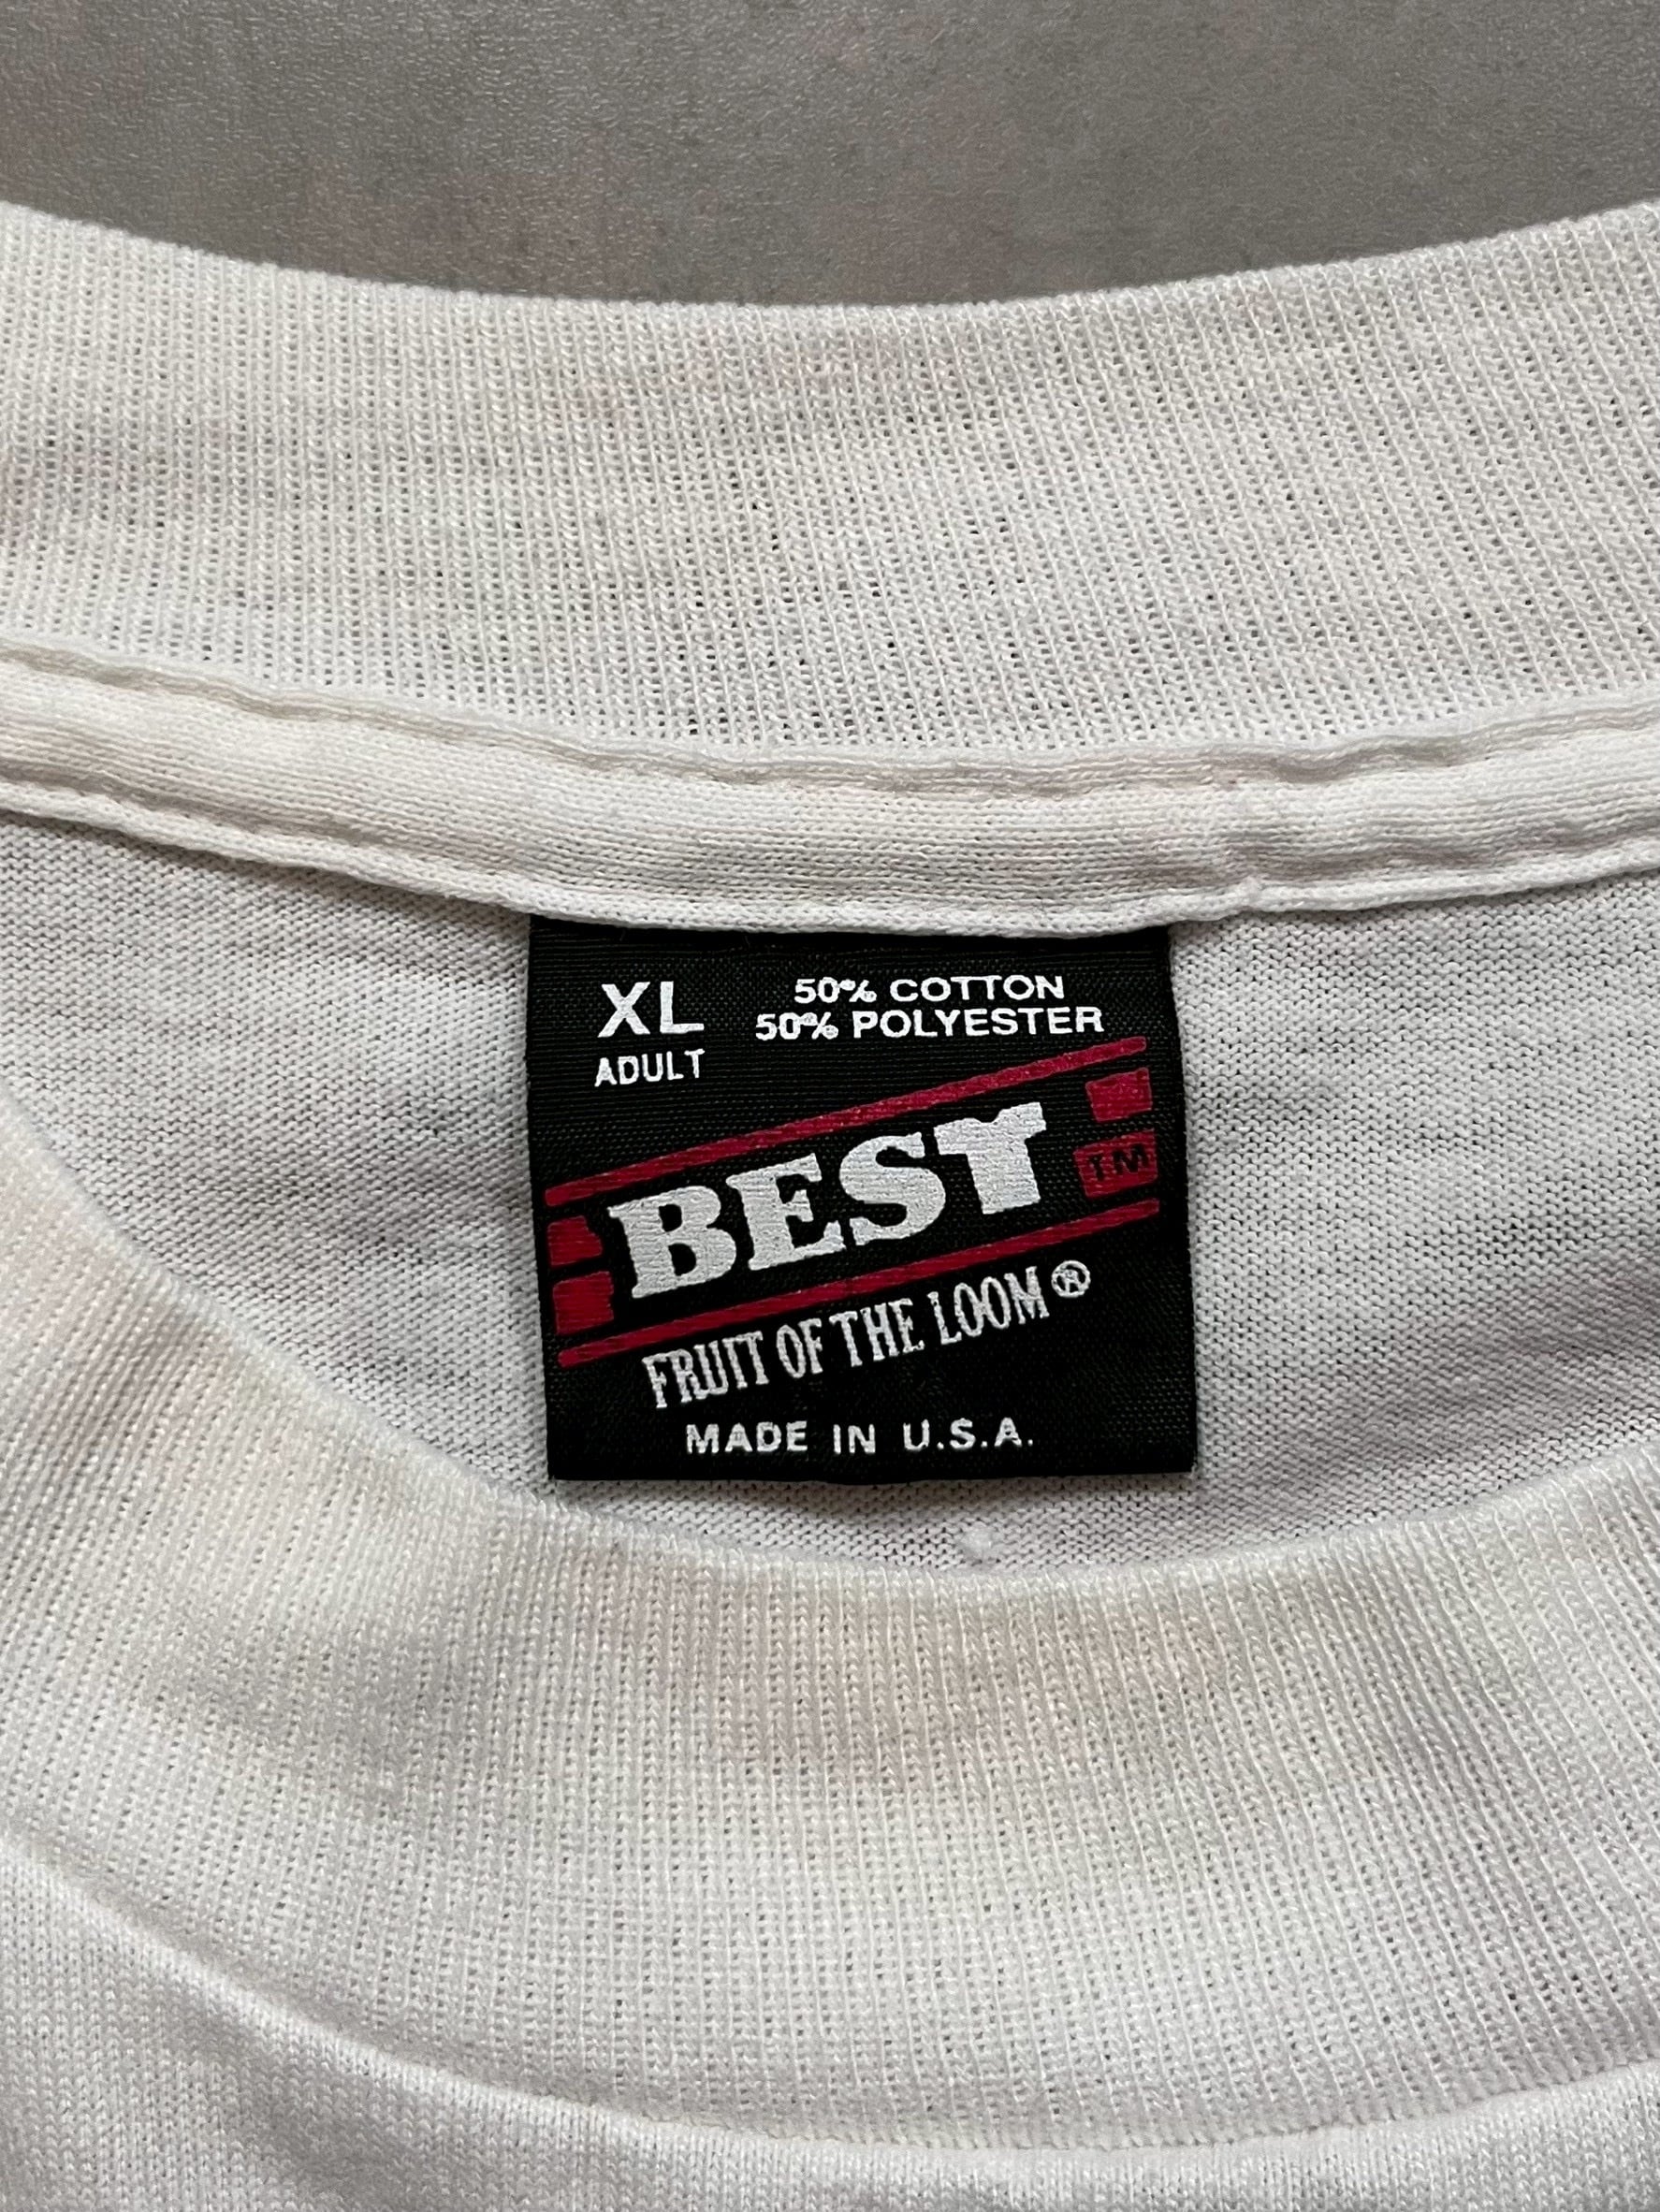 XL
ADULT
50% COTTON
50% POLYESTER
BEST
TM
FRUIT OF THE LOOM®
MADE IN U.S.A.